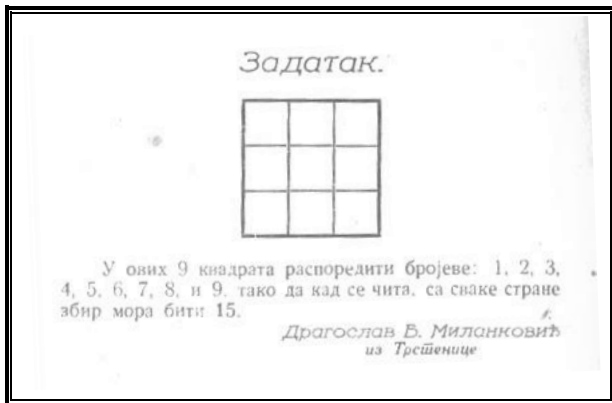 Задатак.
У ових 9 квадрата распоредити бројеве: 1, 2, 3,
4, 5, 6, 7, 8, и 9. тако да кад се чита, са сваке стране
збир мора бити 15.
Драгослав Б. Миланковић
из Трстенице